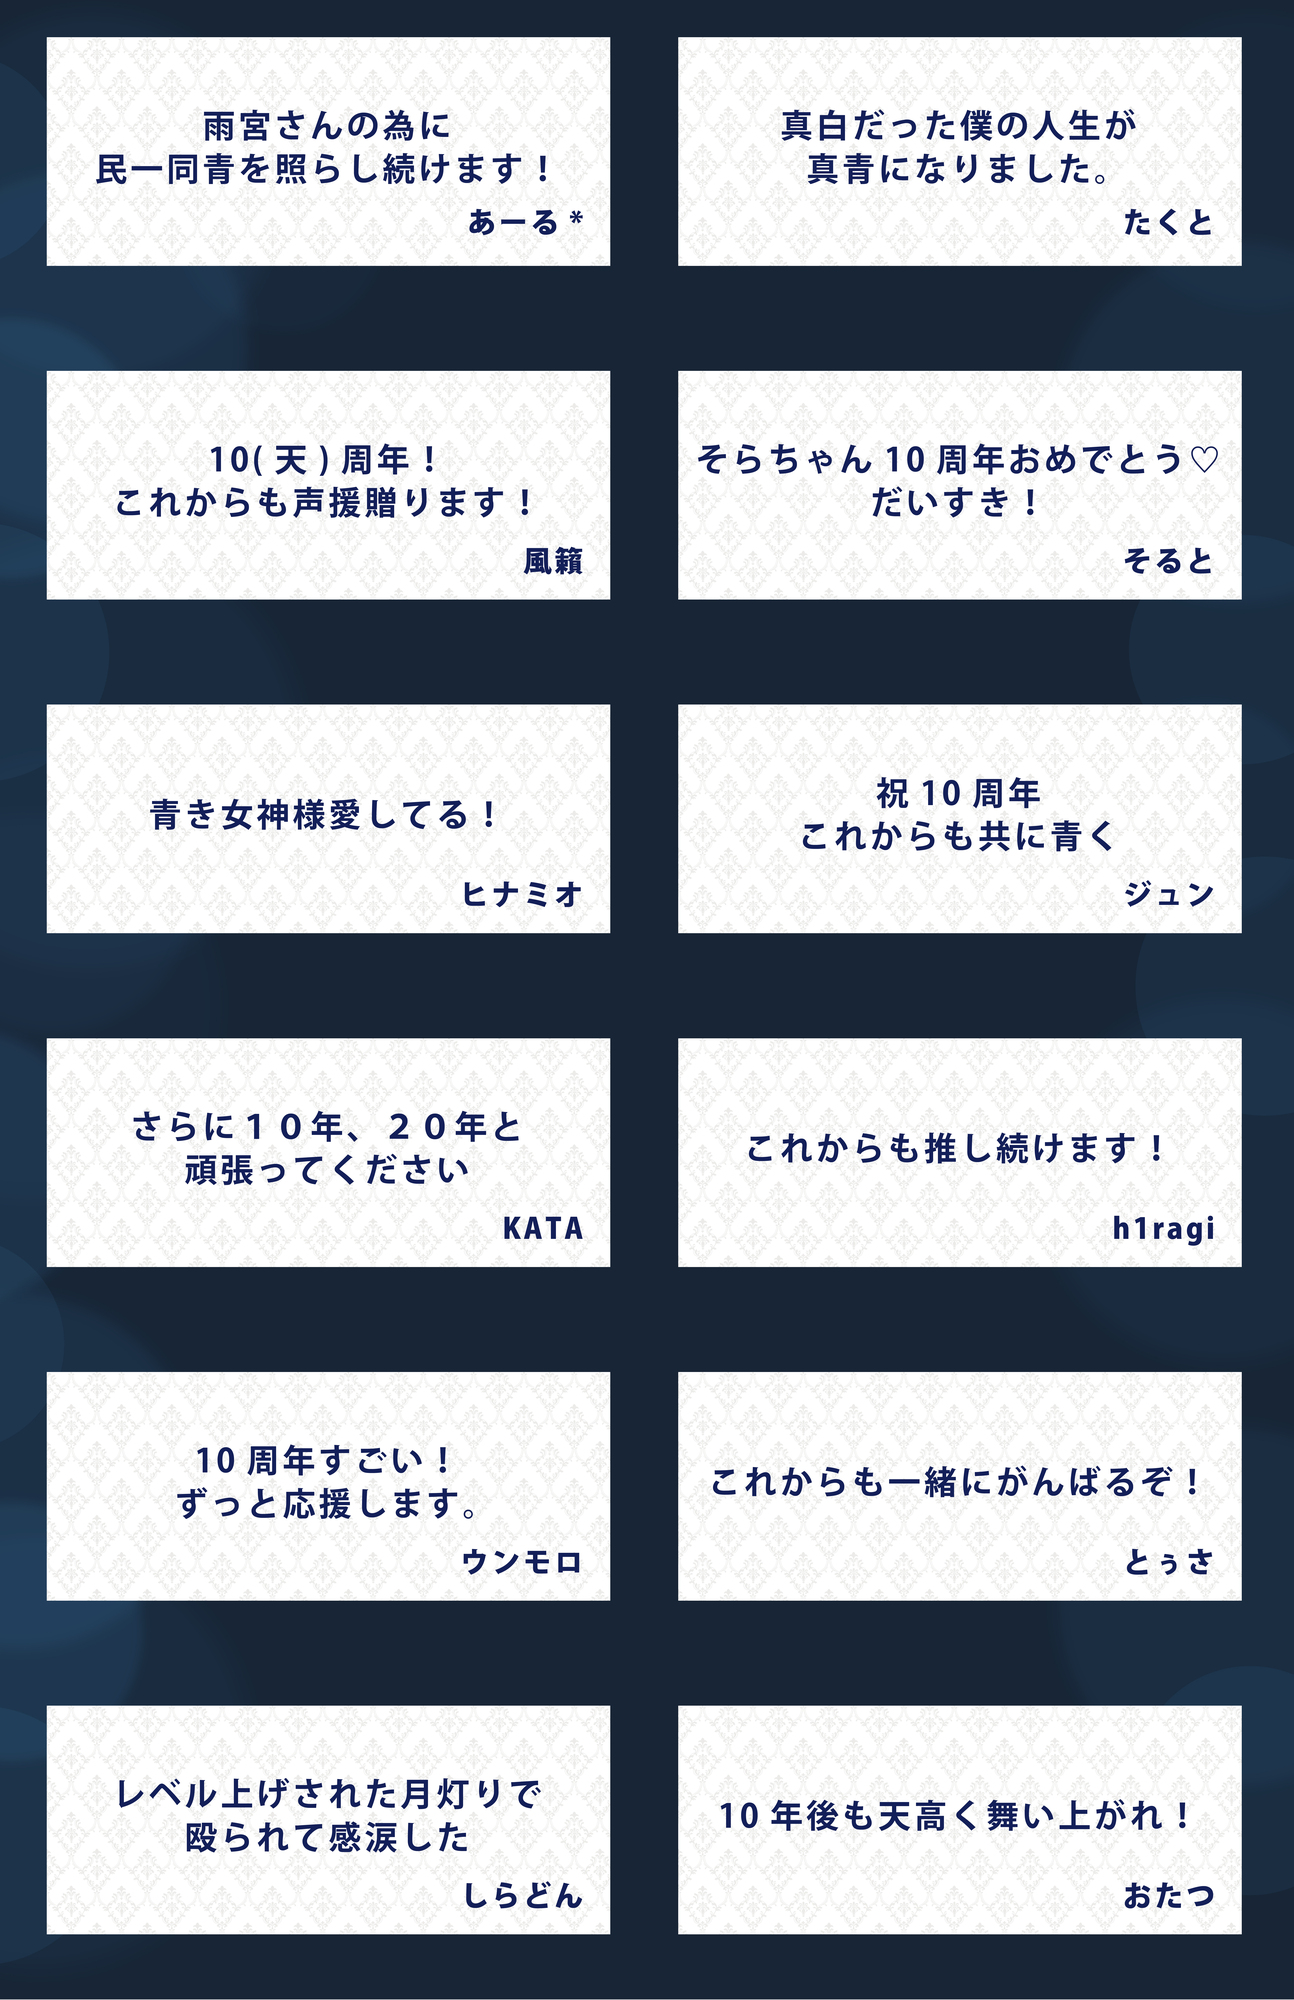 雨宮さんの為に
民一同青を照らし続けます！
あーる*
真白だった僕の人生が
真青になりました。
たくと
10(天)周年！
これからも声援贈ります！
風籟
そらちゃん10周年おめでとう♡
だいすき！
そると
青き女神様愛してる！
ヒナミオ
祝10周年
これからも共に青く
ジュン
さらに１０年、２０年と
頑張ってください
KATA
これからも推し続けます！
h1ragi
10周年すごい！
ずっと応援します。
ウンモロ
これからも一緒にがんばるぞ！
とぅさ
レベル上げされた月灯りで
殴られて感涙した
しらどん
10年後も天高く舞い上がれ！
おたつ